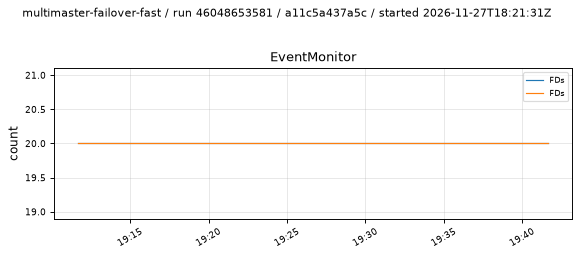 multimaster-failover-fast / run 46048653581 / a11c5a437a5c / started 2026-11-27T18:21:31Z
EventMonitor
21.0
20.5
20.0
19.5
19.0
count
FDs
FDs
19:15
19:20
19:25
19:30
19:35
19:40